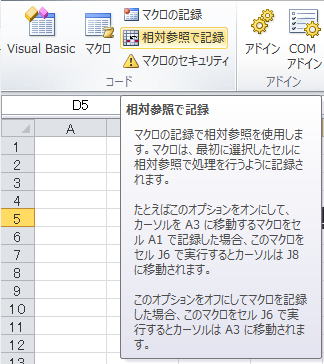 Visual Basic
マクロ
マクロの記録
相対参照で記録
マクロのセキュリティ
コード
アドイン
COM
アドイン
アドイン
D5
A
1
2
3
4
5
6
7
8
9
10
11
12
13
相対参照で記録
マクロの記録で相対参照を使用しま
す。マクロは、最初に選択したセルに
相対参照で処理を行うように記録
されます。
たとえばこのオプションをオンにして、
カーソルを A3 に移動するマクロをセ
ル A1 で記録した場合、このマクロを
セル J6 で実行するとカーソルは J8
に移動されます。
このオプションをオフにしてマクロを記録
した場合、このマクロをセル J6 で実
行するとカーソルは A3 に移動されま
す。